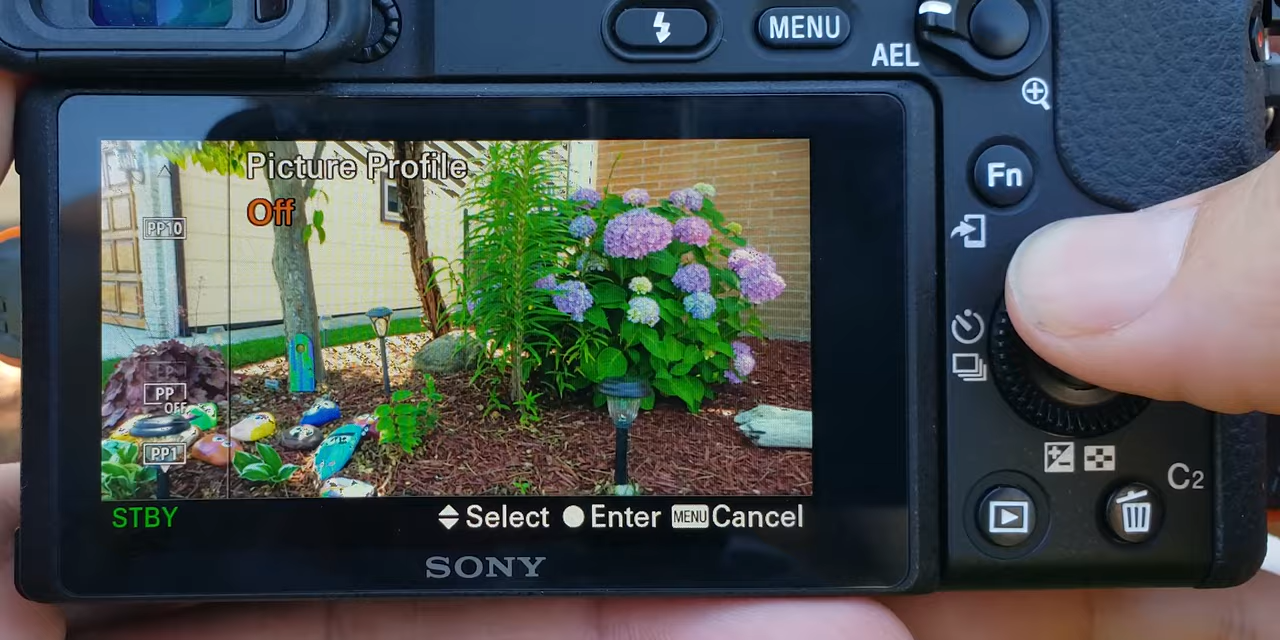 MENU
AEL
Fn
Picture Profile
Off
PP10
PP
OFF
PP1
STBY
Select Enter MENU Cancel
SONY
C2